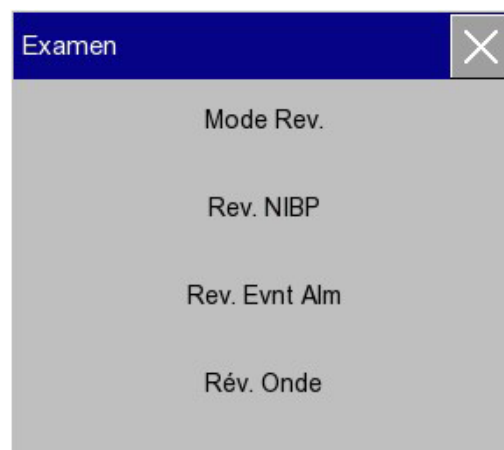 Examen
Mode Rev.
Rev. NIBP
Rev. Evnt Alm
Rév. Onde